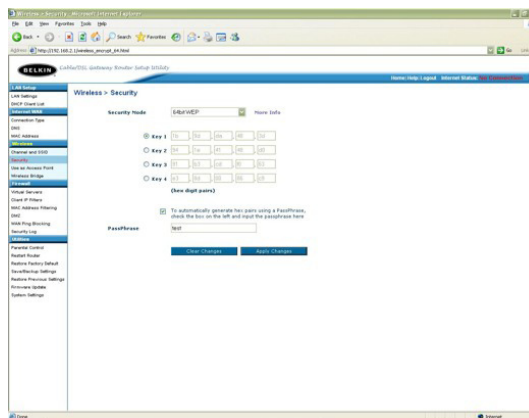 Wireless > Security - Microsoft Internet Explorer
File Edit View Favorites Tools Help
Back Search Favorites
Address http://192.168.2.1/wireless_encrypt_64.html Go
BELKIN Cable/DSL Gateway Router Setup Utility
Home|Help|Logout Internet Status:
LAN Setup
LAN Settings
DHCP Client List
Internet WAN
Connection Type
DNS
MAC Address
Wireless
Channel and SSID
Security
Use as Access Point
Wireless Bridge
Firewall
Virtual Servers
Client IP Filters
MAC Address Filtering
DMZ
WAN Ping Blocking
Security Log
Utilities
Parental Control
Restart Router
Restore Factory Default
Save/Backup Settings
Restore Previous Settings
Firmware Update
System Settings
Wireless > Security
Security Mode 64bit WEP More Info
Key 1
Key 2
Key 3
Key 4
(hex digit pairs)
To automatically generate hex pairs using a PassPhrase,
check the box on the left and input the passphrase here
PassPhrase test
Clear Changes Apply Changes
Done Internet